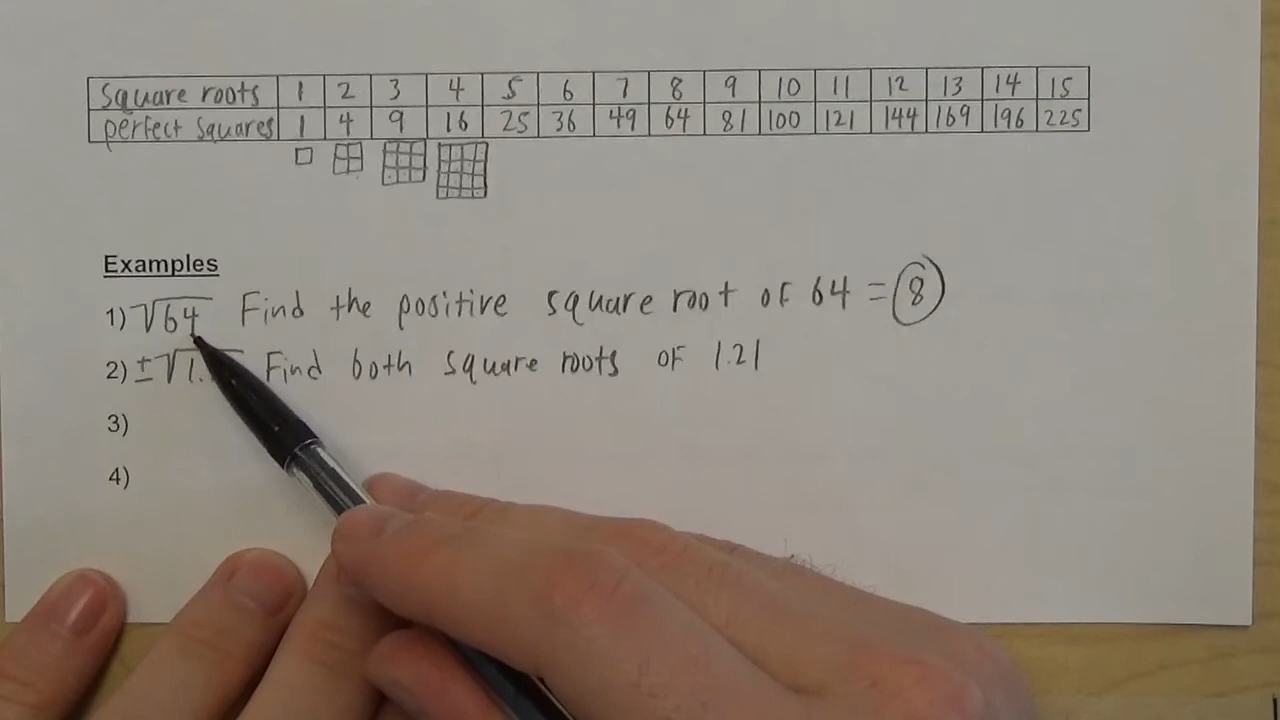 square roots 1 2 3 4 5 6 7 8 9 10 11 12 13 14 15
perfect squares 1 4 9 16 25 36 49 64 81 100 121 144 169 196 225
Examples
1) √64 Find the positive square root of 64 = 8
2) ±√1. Find both square roots of 1.21
3)
4)